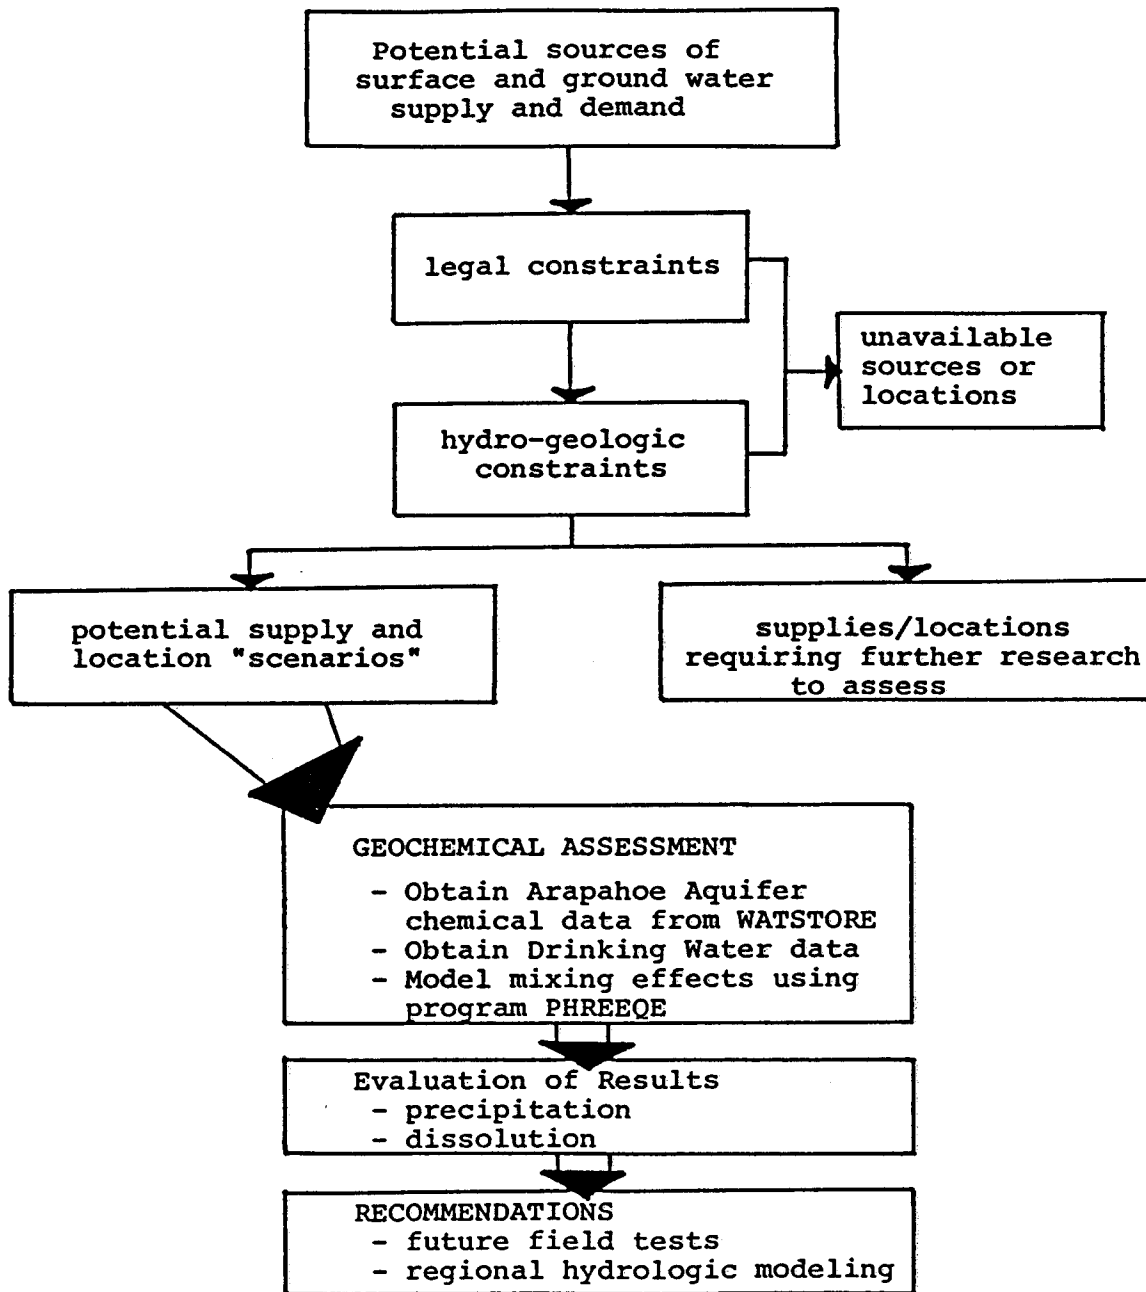 Potential sources of
surface and ground water
supply and demand
legal constraints
unavailable
sources or
locations
hydro-geologic
constraints
potential supply and
location "scenarios"
supplies/locations
requiring further research
to assess
GEOCHEMICAL ASSESSMENT
- Obtain Arapahoe Aquifer
chemical data from WATSTORE
- Obtain Drinking Water data
- Model mixing effects using
program PHREEQE
Evaluation of Results
- precipitation
- dissolution
RECOMMENDATIONS
- future field tests
- regional hydrologic modeling